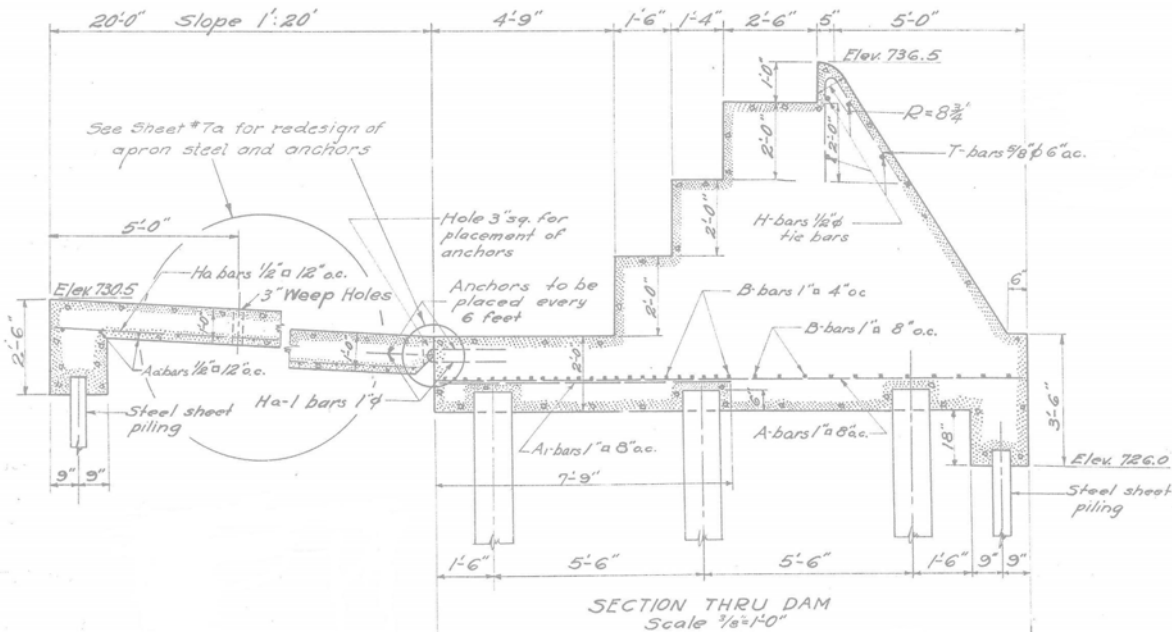 20'-0" Slope 1':20'
4'-9"
1'-6"
1'-4"
2'-6"
5"
5'-0"
Elev. 736.5
1'-0"
R=8 3/4"
2'-0"
2'-0"
T-bars 5/8"φ 6" o.c.
See Sheet #7a for redesign of
apron steel and anchors
5'-0"
Hole 3" sq. for
placement of
anchors
2'-0"
H-bars 1/2"φ
tie bars
Ha bars 1/2"□ 12" o.c.
Elev. 730.5
3" Weep Holes
Anchors to be
placed every
6 feet
2'-0"
B-bars 1"□ 4" oc
B-bars 1"□ 8" o.c.
6"
2'-6"
1'-0"
1'-0"
2'-0"
Aa bars 1/2"□ 12" o.c.
Steel sheet
piling
Ha-1 bars 1"φ
6"
A1-bars 1"□ 8" o.c.
A-bars 1"□ 8" o.c.
18"
3'-6"
Elev. 726.0
Steel sheet
piling
9" 9"
7'-9"
1'-6"
5'-6"
5'-6"
1'-6"
9" 9"
SECTION THRU DAM
Scale 3/8"=1'-0"